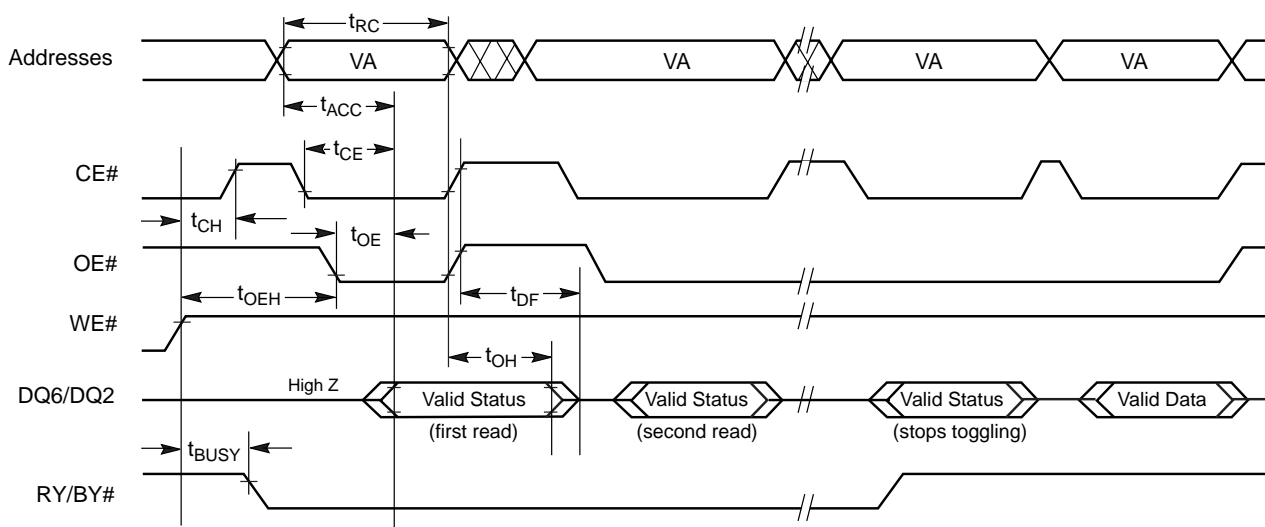 tRC
Addresses VA VA VA VA
tACC
tCE
CE#
tCH
tOE
OE#
tOEH tDF
WE#
tOH
High Z
DQ6/DQ2 Valid Status Valid Status Valid Status Valid Data
(first read) (second read) (stops toggling)
tBUSY
RY/BY#